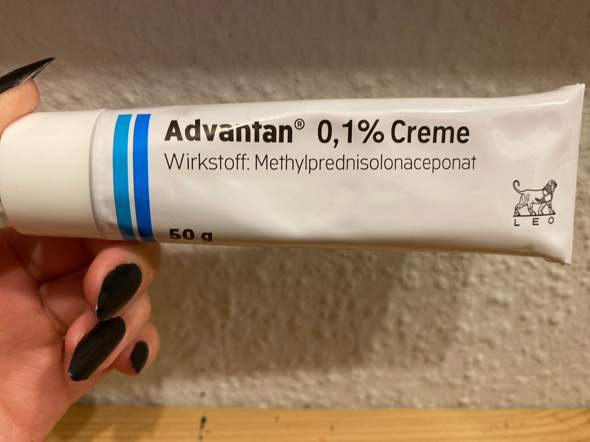 Advantan® 0,1% Creme
Wirkstoff: Methylprednisolonaceponat
50 g
LEO